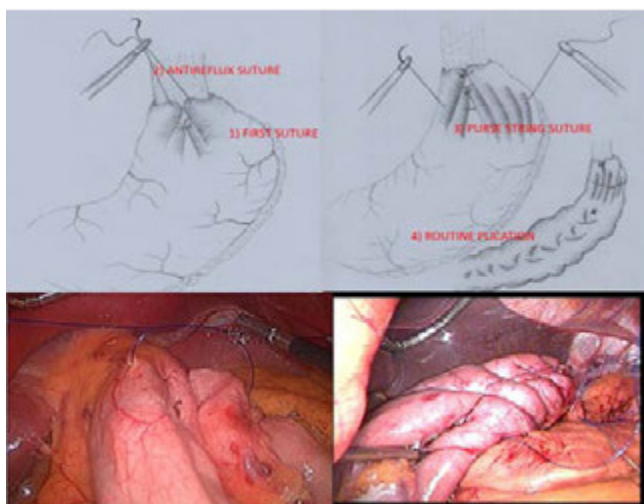 2) ANTIREFLUX SUTURE
1) FIRST SUTURE
3) PURSE STRING SUTURE
4) ROUTINE PLICATION